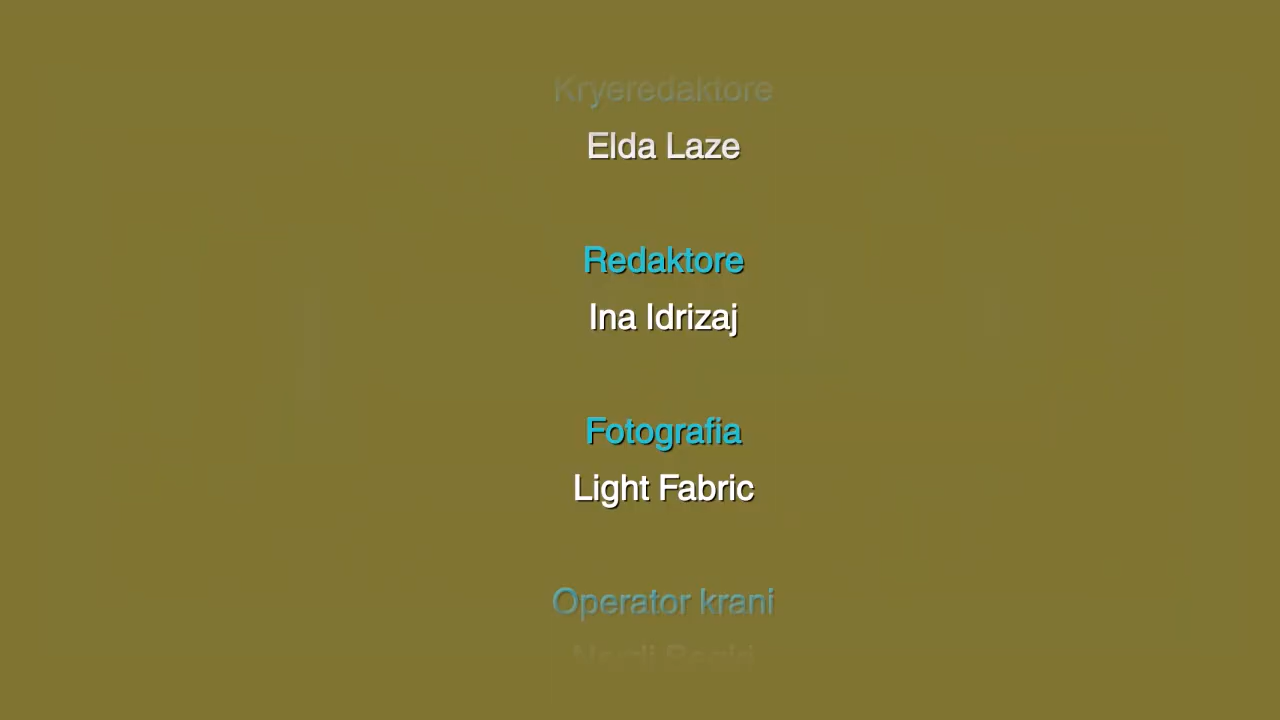 Kryeredaktore
Elda Laze
Redaktore
Ina Idrizaj
Fotografia
Light Fabric
Operator krani